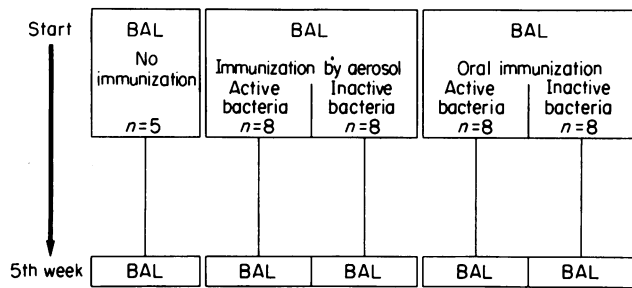 Start
BAL
BAL
BAL
No
immunization
n=5
Immunization by aerosol
Active
bacteria
n=8
Inactive
bacteria
n=8
Oral immunization
Active
bacteria
n=8
Inactive
bacteria
n=8
5th week
BAL
BAL
BAL
BAL
BAL